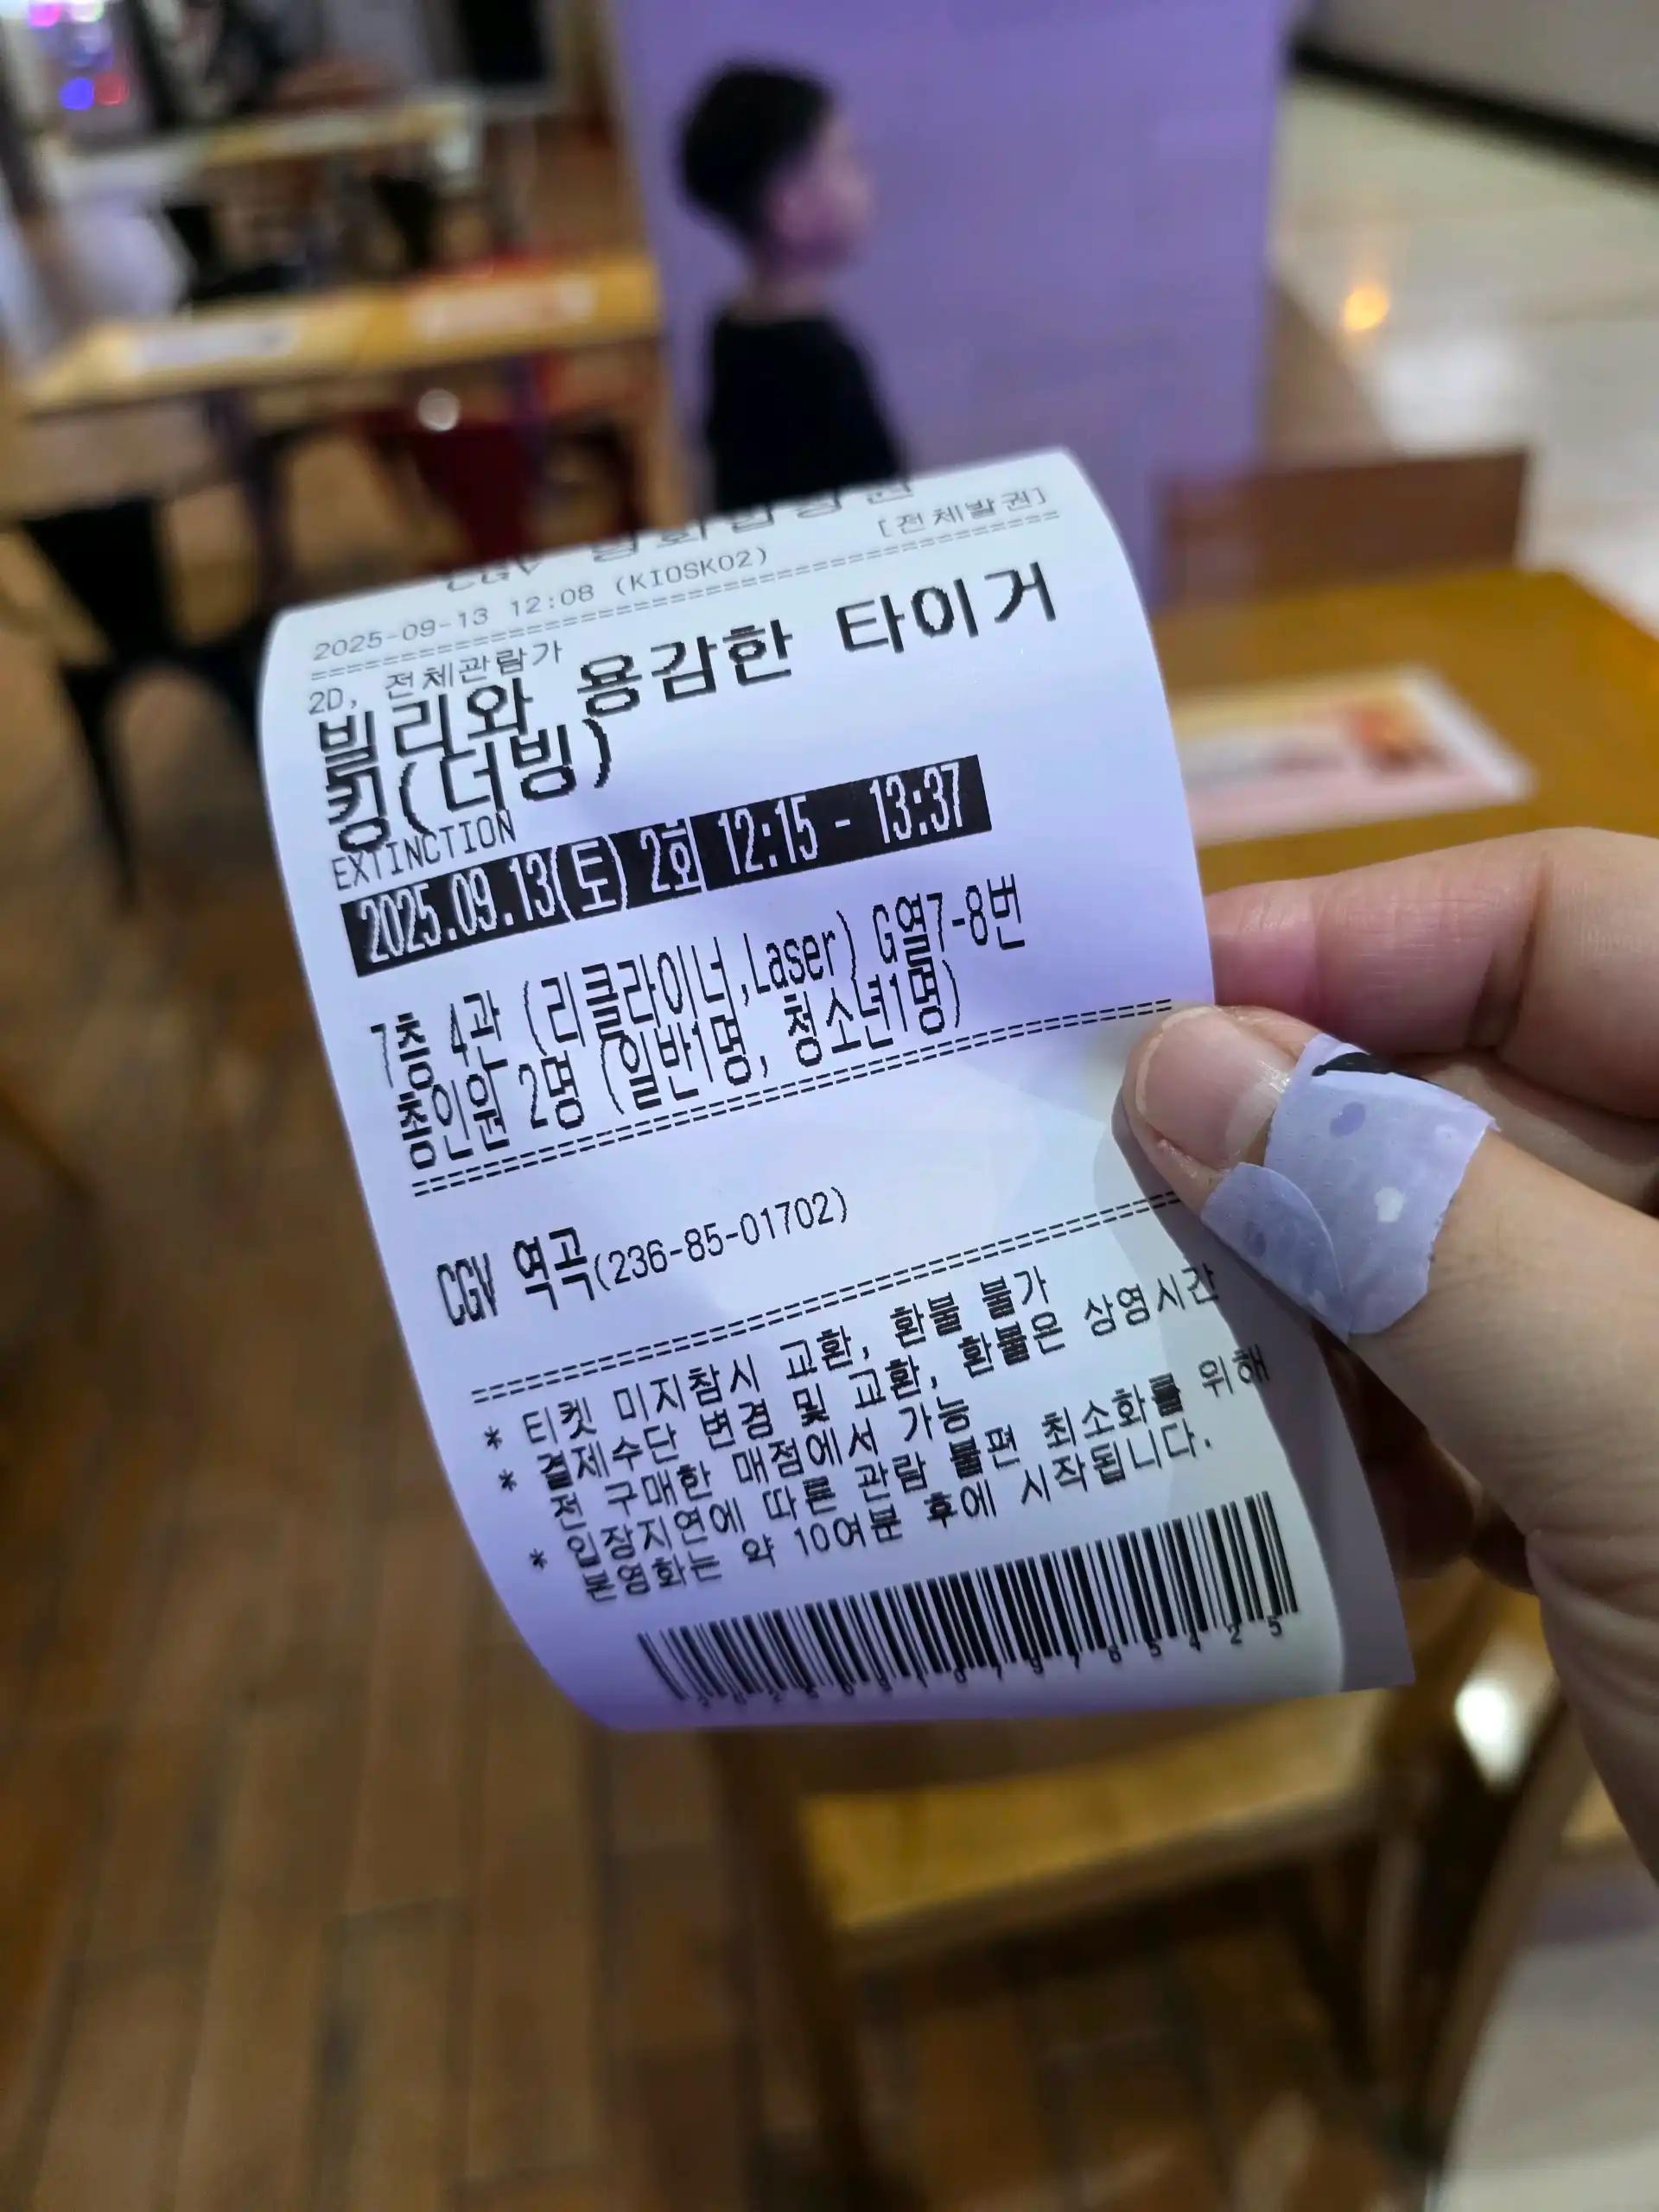 CGV 영화입장권
[전체발권]
2025-09-13 12:08 (KIOSK02)
2D, 전체관람가
빌리와 용감한 타이거
킹(더빙)
EXTINCTION
2025.09.13(토) 2회 12:15 - 13:37
7층 4관 (리클라이너,Laser) G열7-8번
총인원 2명 (일반1명, 청소년1명)
CGV 역곡(236-85-01702)
* 티켓 미지참시 교환, 환불 불가
* 결제수단 변경 및 교환, 환불은 상영시간
전 구매한 매점에서 가능
* 입장지연에 따른 관람 불편 최소화를 위해
본영화는 약 10여분 후에 시작됩니다.